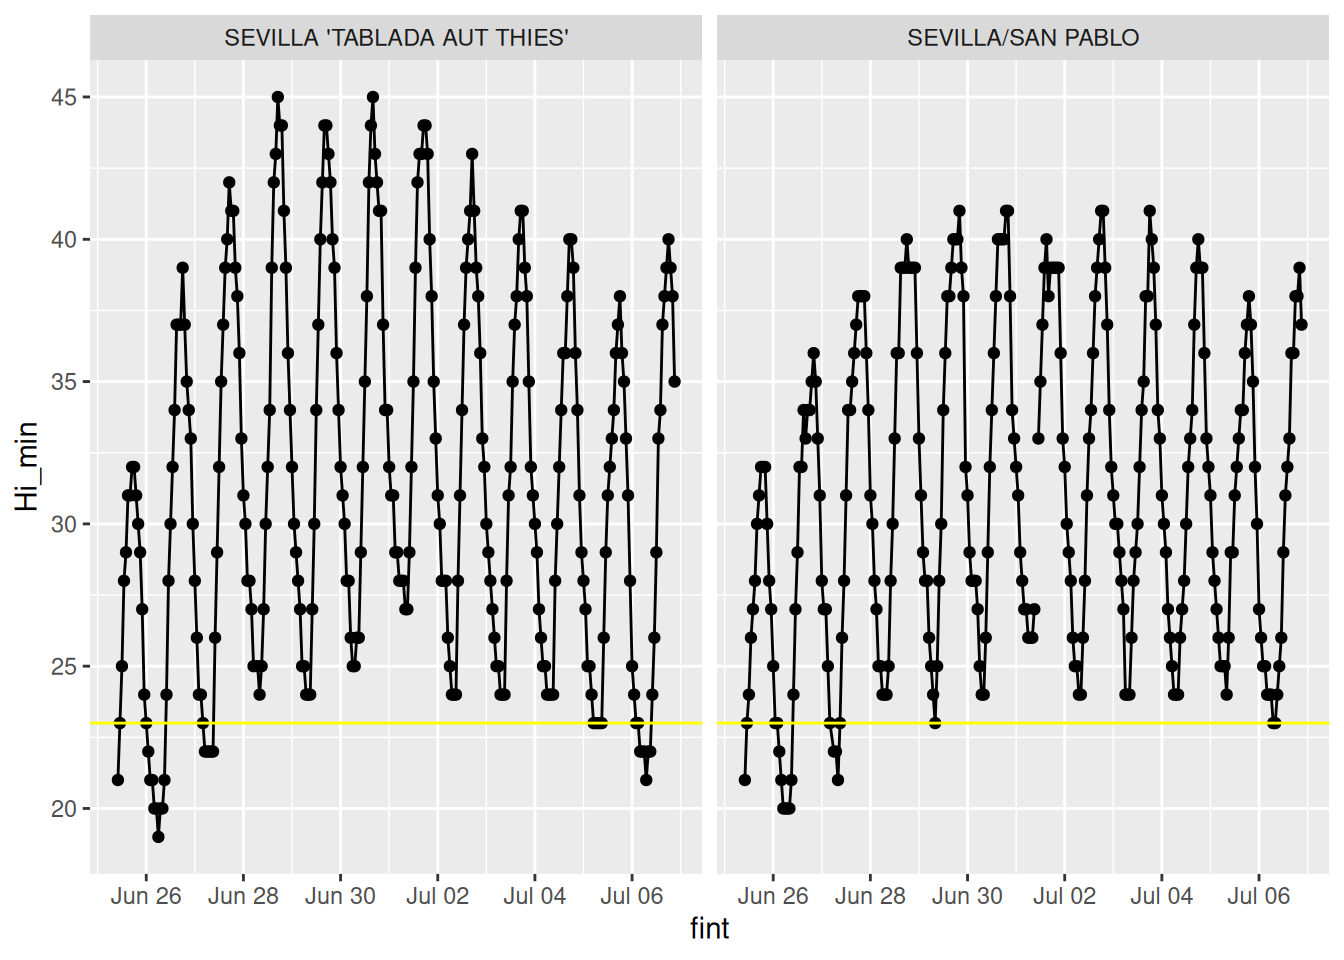 SEVILLA 'TABLADA AUT THIES'
SEVILLA/SAN PABLO
Hi_min
45
40
35
30
25
20
Jun 26 Jun 28 Jun 30 Jul 02 Jul 04 Jul 06
Jun 26 Jun 28 Jun 30 Jul 02 Jul 04 Jul 06
fint